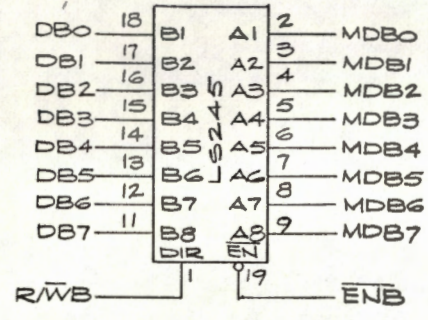 DB0 18 B1 A1 2 MDB0
DB1 17 B2 A2 3 MDB1
DB2 16 B3 A3 4 MDB2
DB3 15 B4 A4 5 MDB3
DB4 14 B5 A5 6 MDB4
DB5 13 B6 A6 7 MDB5
DB6 12 B7 A7 8 MDB6
DB7 11 B8 A8 9 MDB7
LS245
DIR E̅N̅
1 19
R/W̅B E̅N̅B̅